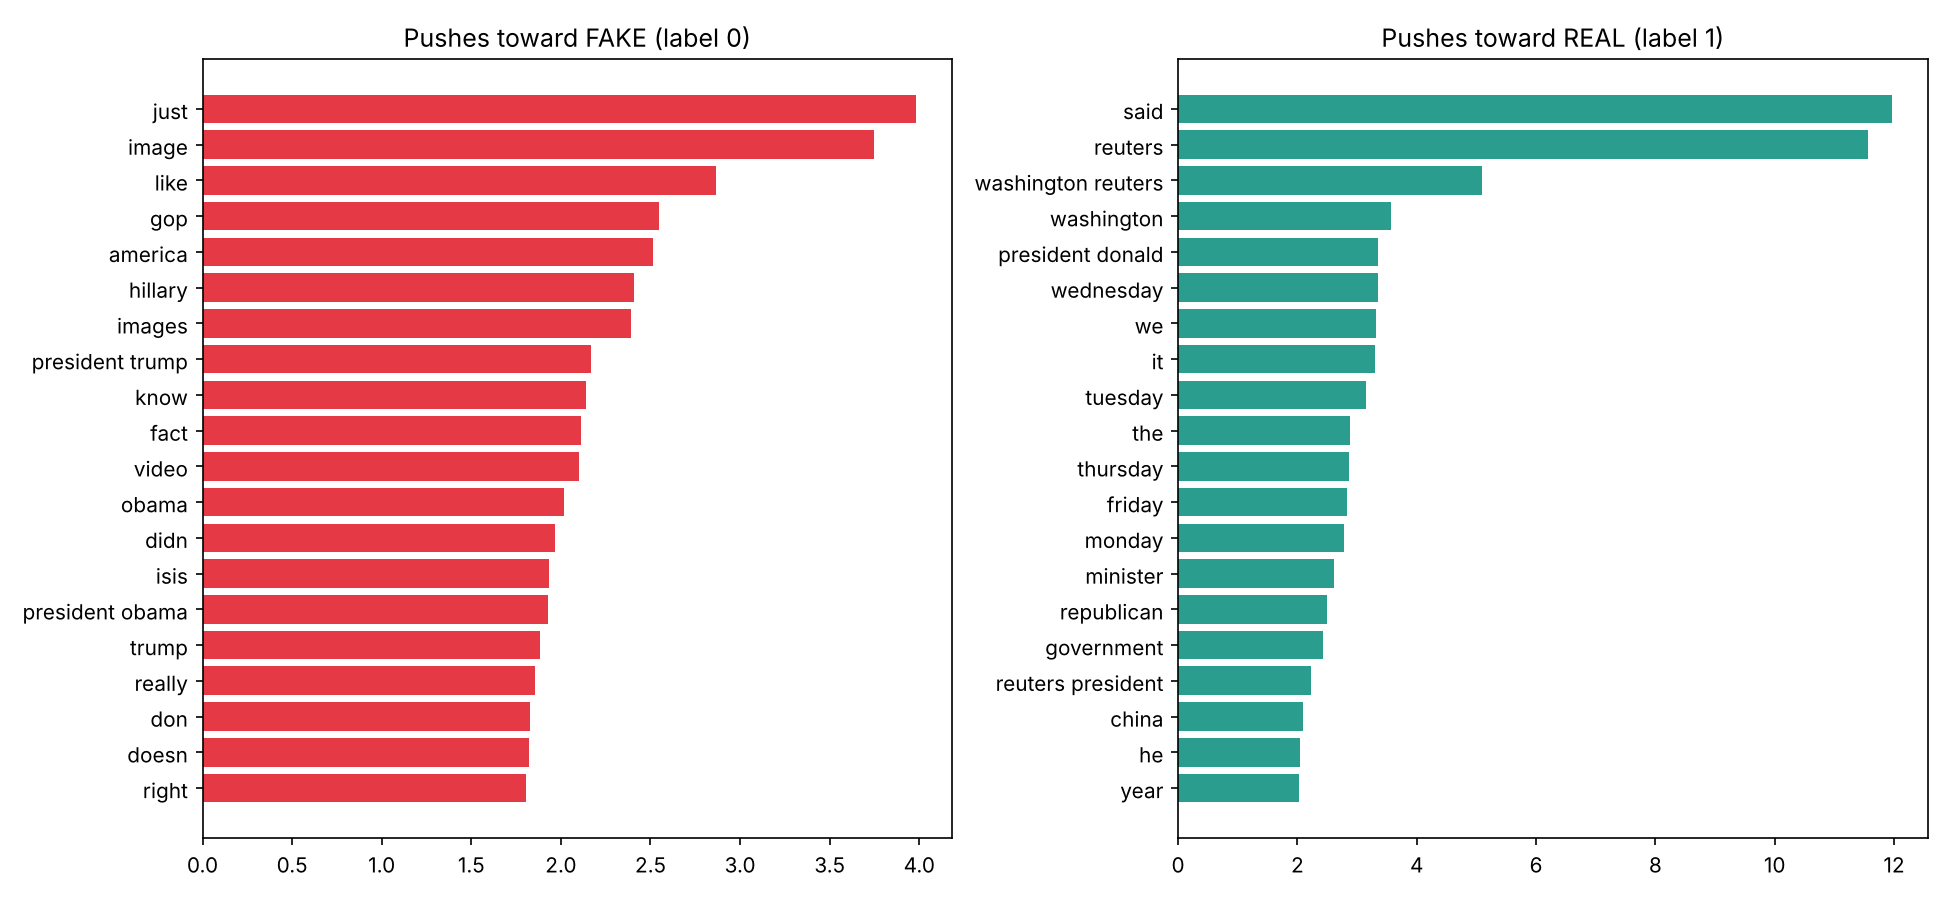 Pushes toward FAKE (label 0)
just
image
like
gop
america
hillary
images
president trump
know
fact
video
obama
didn
isis
president obama
trump
really
don
doesn
right
0.0 0.5 1.0 1.5 2.0 2.5 3.0 3.5 4.0
Pushes toward REAL (label 1)
said
reuters
washington reuters
washington
president donald
wednesday
we
it
tuesday
the
thursday
friday
monday
minister
republican
government
reuters president
china
he
year
0 2 4 6 8 10 12